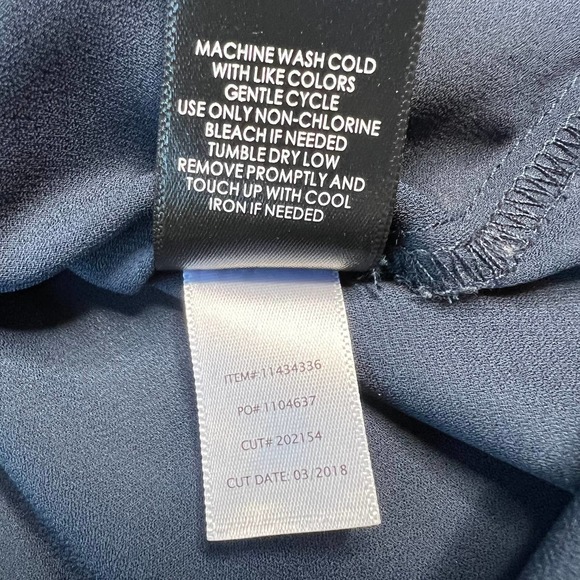 MACHINE WASH COLD
WITH LIKE COLORS
GENTLE CYCLE
USE ONLY NON-CHLORINE
BLEACH IF NEEDED
TUMBLE DRY LOW
REMOVE PROMPTLY AND
TOUCH UP WITH COOL
IRON IF NEEDED
ITEM# 11434336
PO# 1104637
CUT# 202154
CUT DATE: 03/2018